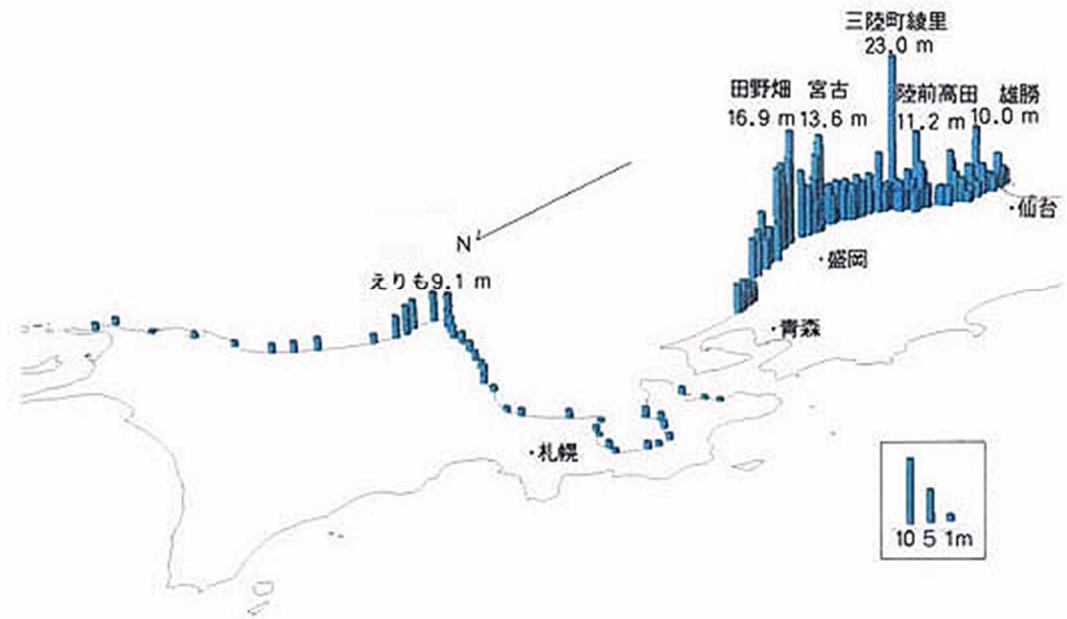 三陸町綾里
23.0 m
田野畑 宮古
16.9 m 13.6 m
陸前高田 雄勝
11.2 m 10.0 m
仙台
N
盛岡
えりも9.1 m
青森
札幌
10 5 1m